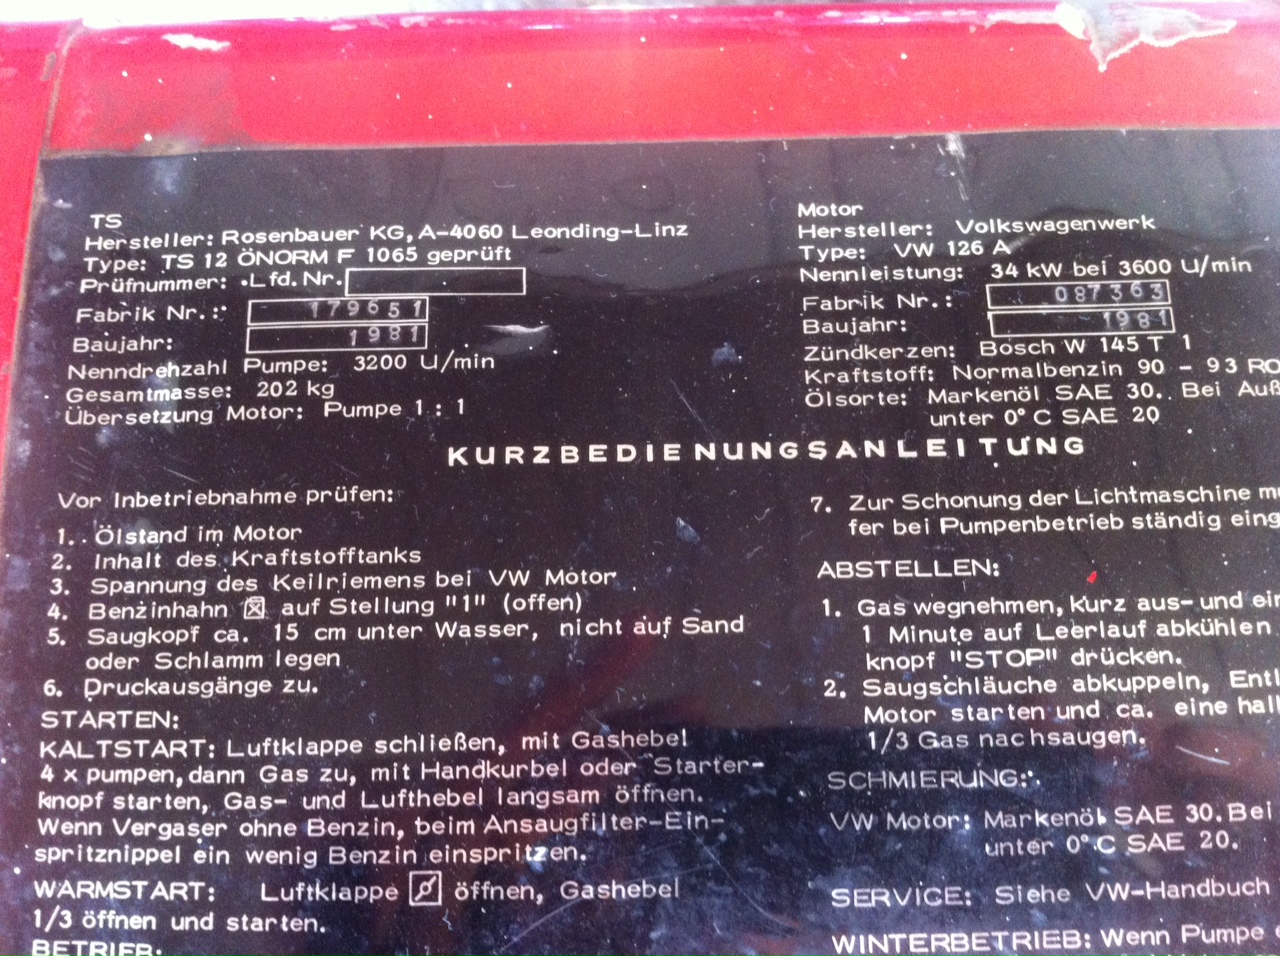 TS
Hersteller: Rosenbauer KG, A-4060 Leonding-Linz
Type: TS 12 ÖNORM F 1065 geprüft
Prüfnummer: Lfd. Nr.
Fabrik Nr.: 179651
Baujahr: 1981
Nenndrehzahl Pumpe: 3200 U/min
Gesamtmasse: 202 kg
Übersetzung Motor: Pumpe 1 : 1
Motor
Hersteller: Volkswagenwerk
Type: VW 126 A
Nennleistung: 34 kW bei 3600 U/min
Fabrik Nr.: 087363
Baujahr: 1981
Zündkerzen: Bosch W 145 T 1
Kraftstoff: Normalbenzin 90 - 93 RO
Ölsorte: Markenöl SAE 30. Bei Auß
unter 0° C SAE 20
KURZBEDIENUNGSANLEITUNG
Vor Inbetriebnahme prüfen:
1. Ölstand im Motor
2. Inhalt des Kraftstofftanks
3. Spannung des Keilriemens bei VW Motor
4. Benzinhahn auf Stellung "1" (offen)
5. Saugkopf ca. 15 cm unter Wasser, nicht auf Sand
oder Schlamm legen
6. Druckausgänge zu.
STARTEN:
KALTSTART: Luftklappe schließen, mit Gashebel
4 x pumpen, dann Gas zu, mit Handkurbel oder Starter-
knopf starten, Gas- und Lufthebel langsam öffnen.
Wenn Vergaser ohne Benzin, beim Ansaugfilter-Ein-
spritznippel ein wenig Benzin einspritzen.
WARMSTART: Luftklappe öffnen, Gashebel
1/3 öffnen und starten.
BETRIEB:
7. Zur Schonung der Lichtmaschine mu
fer bei Pumpenbetrieb ständig eing
ABSTELLEN:
1. Gas wegnehmen, kurz aus- und ein
1 Minute auf Leerlauf abkühlen
knopf "STOP" drücken.
2. Saugschläuche abkuppeln, Entl
Motor starten und ca. eine hal
1/3 Gas nachsaugen.
SCHMIERUNG:
VW Motor: Markenöl SAE 30. Bei
unter 0° C SAE 20.
SERVICE: Siehe VW-Handbuch
WINTERBETRIEB: Wenn Pumpe